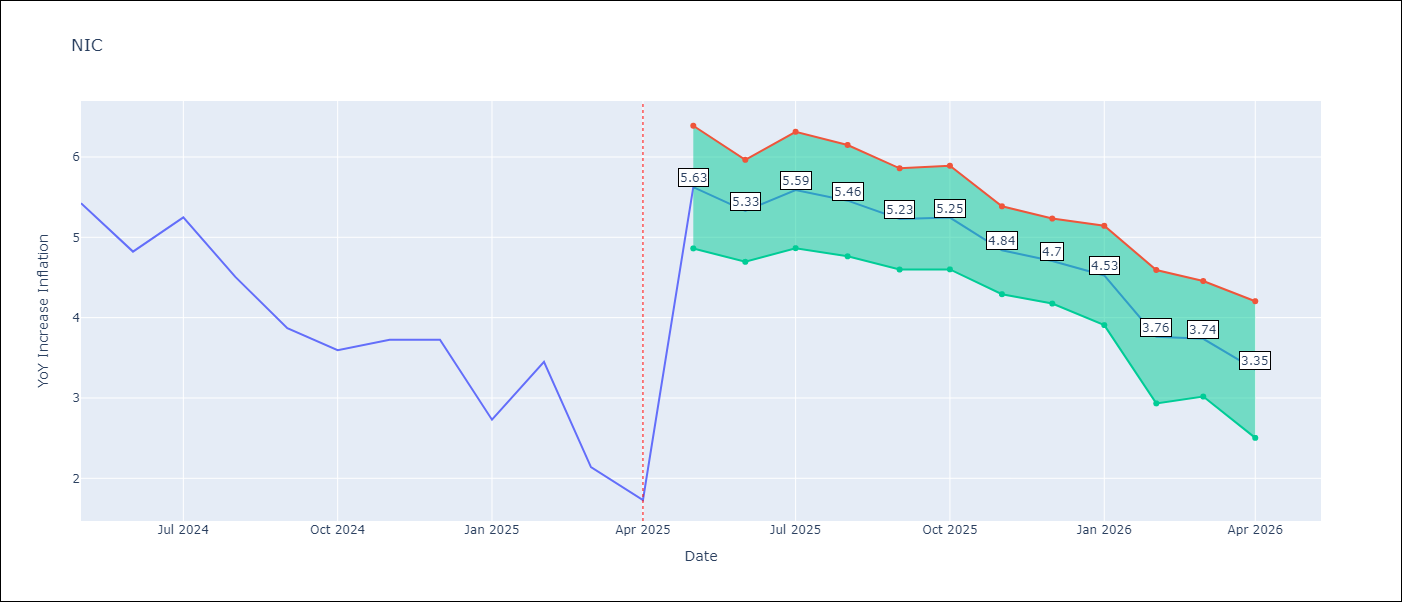 NIC
YoY Increase Inflation
6
5
4
3
2
5.63
5.33
5.59
5.46
5.23
5.25
4.84
4.7
4.53
3.76
3.74
3.35
Jul 2024
Oct 2024
Jan 2025
Apr 2025
Jul 2025
Oct 2025
Jan 2026
Apr 2026
Date